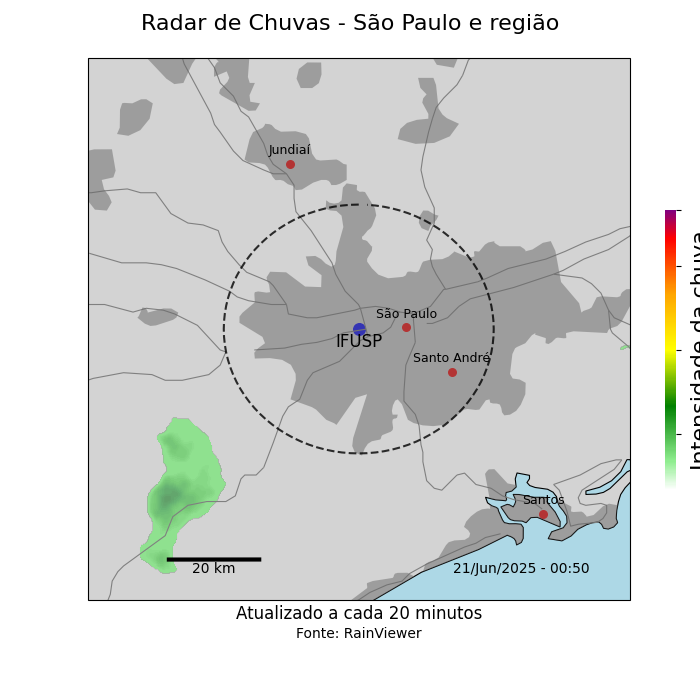 Radar de Chuvas - São Paulo e região
Jundiaí
São Paulo
IFUSP
Santo André
Santos
20 km
21/Jun/2025 - 00:50
Intensidade da chuva
Atualizado a cada 20 minutos
Fonte: RainViewer